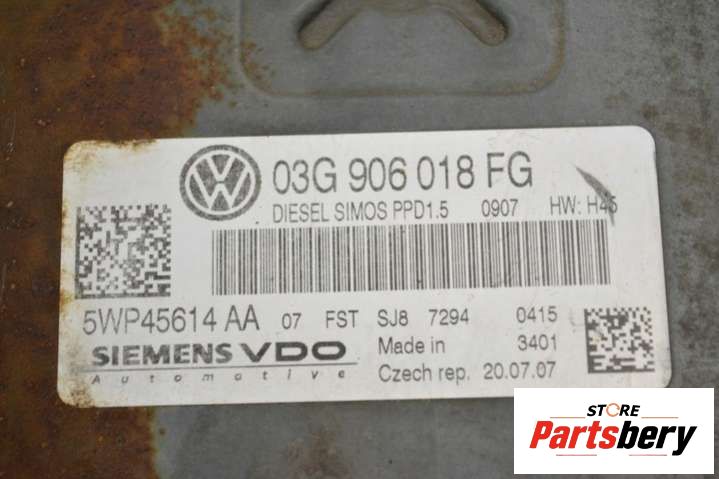 03G 906 018 FG
DIESEL SIMOS PPD1.5 0907 HW: H45
5WP45614 AA 07 FST SJ8 7294 0415
SIEMENS VDO Made in 3401
Automotive Czech rep. 20.07.07
STORE
Partsbery